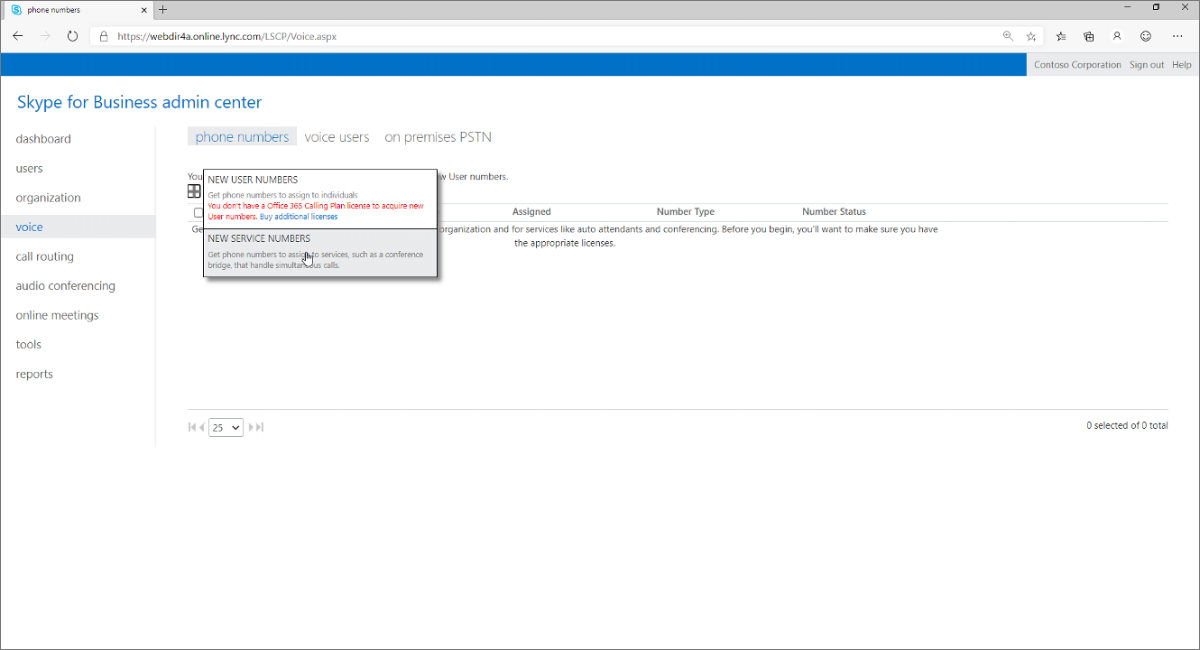 phone numbers
https://webdir4a.online.lync.com/LSCP/Voice.aspx
Contoso Corporation Sign out Help
Skype for Business admin center
dashboard
users
organization
voice
call routing
audio conferencing
online meetings
tools
reports
phone numbers voice users on premises PSTN
You
w User numbers.
NEW USER NUMBERS
Get phone numbers to assign to individuals
You don't have a Office 365 Calling Plan license to acquire new
User numbers. Buy additional licenses
NEW SERVICE NUMBERS
Get phone numbers to assign to services, such as a conference
bridge, that handle simultaneous calls.
Assigned Number Type Number Status
Ge
organization and for services like auto attendants and conferencing. Before you begin, you'll want to make sure you have
the appropriate licenses.
25
0 selected of 0 total